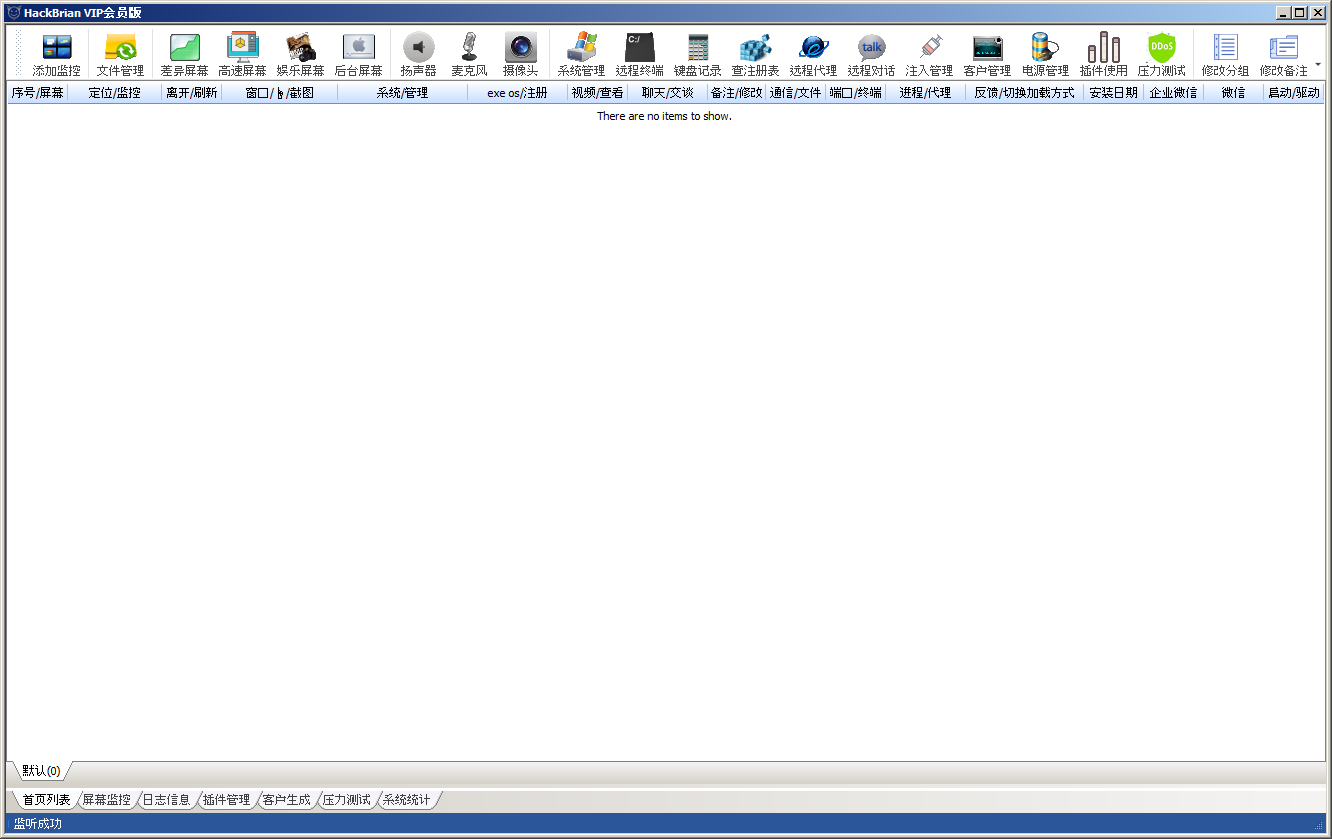 HackBrian VIP会员版
C:/ talk DDoS
添加监控 文件管理 差异屏幕 高速屏幕 娱乐屏幕 后台屏幕 扬声器 麦克风 摄像头 系统管理 远程终端 键盘记录 查注册表 远程代理 远程对话 注入管理 客户管理 电源管理 插件使用 压力测试 修改分组 修改备注
序号/屏幕 定位/监控 离开/刷新 窗口/ /截图 系统/管理 exe os/注册 视频/查看 聊天/交谈 备注/修改 通信/文件 端口/终端 进程/代理 反馈/切换加载方式 安装日期 企业微信 微信 启动/驱动
There are no items to show.
默认(0)
首页列表 屏幕监控 日志信息 插件管理 客户生成 压力测试 系统统计
监听成功